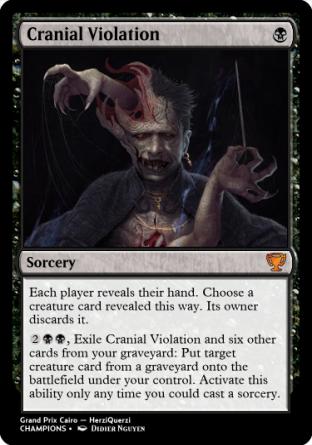 Cranial Violation
Sorcery
Each player reveals their hand. Choose a
creature card revealed this way. Its owner
discards it.
2, Exile Cranial Violation and six other
cards from your graveyard: Put target
creature card from a graveyard onto the
battlefield under your control. Activate this
ability only any time you could cast a sorcery.
Grand Prix Cairo — HerziQuerzi
CHAMPIONS • Didier Nguyen